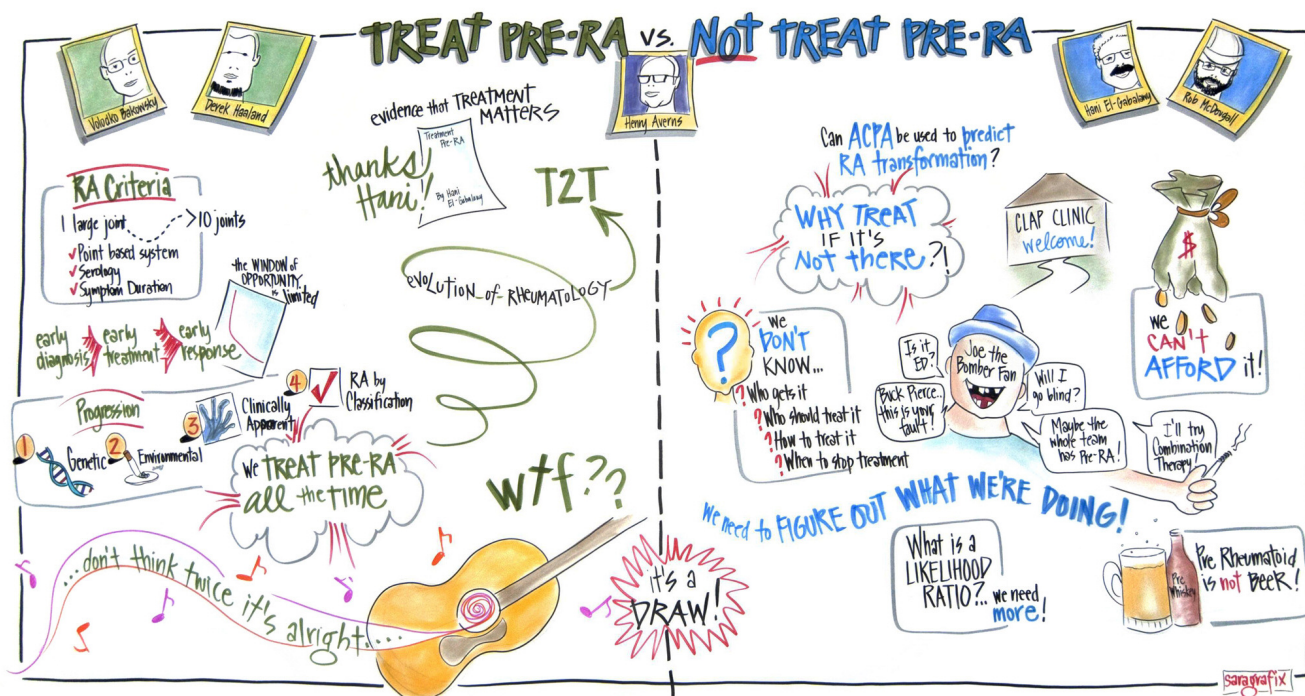 TREAT PRE-RA VS. NOT TREAT PRE-RA
Volodko Bakowsky
Derek Haaland
Henry Averns
Hani El-Gabalawy
Rob McDougall
evidence that TREATMENT
MATTERS
Treatment
Pre-RA
By Hani
El-Gabalawy
thanks
Hani!
T2T
RA Criteria
1 large joint
>10 joints
Point based system
Serology
Symptom Duration
the WINDOW of
OPPORTUNITY
is limited
early
diagnosis
early
treatment
early
response
evolution of RHEUMATOLOGY
Progression
1
Genetic
2
Environmental
3
Clinically
Apparent
4
RA by
Classification
We TREAT PRE-RA
all the TIME
wtf??
...don't think twice it's alright....
it's a
DRAW!
Can ACPA be used to predict
RA transformation?
WHY TREAT
IF IT'S
NOT there?!
CLAP CLINIC
welcome!
$
we
CAN'T
AFFORD it!
?
we
DON'T
KNOW...
? Who gets it
? Who should treat it
? How to treat it
? When to stop treatment
Is it
ED?
Joe the
Bomber Fan
Buck Pierce..
this is your
fault!
Will I
go blind?
Maybe the
whole team
has Pre-RA!
I'll try
Combination
Therapy
we need to FIGURE OUT WHAT WE'RE DOING!
What is a
LIKELIHOOD
RATIO?... we need
more!
Pre
Whiskey
Pre Rheumatoid
is not BEER!
saragrafix